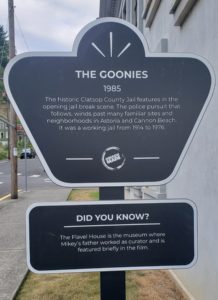 THE GOONIES
1985
The historic Clatsop County Jail features in the
opening jail break scene. The police pursuit that
follows, winds past many familiar sites and
neighborhoods in Astoria and Cannon Beach.
It was a working jail from 1914 to 1976.
DID YOU KNOW?
The Flavel House is the museum where
Mikey's father worked as curator and is
featured briefly in the film.